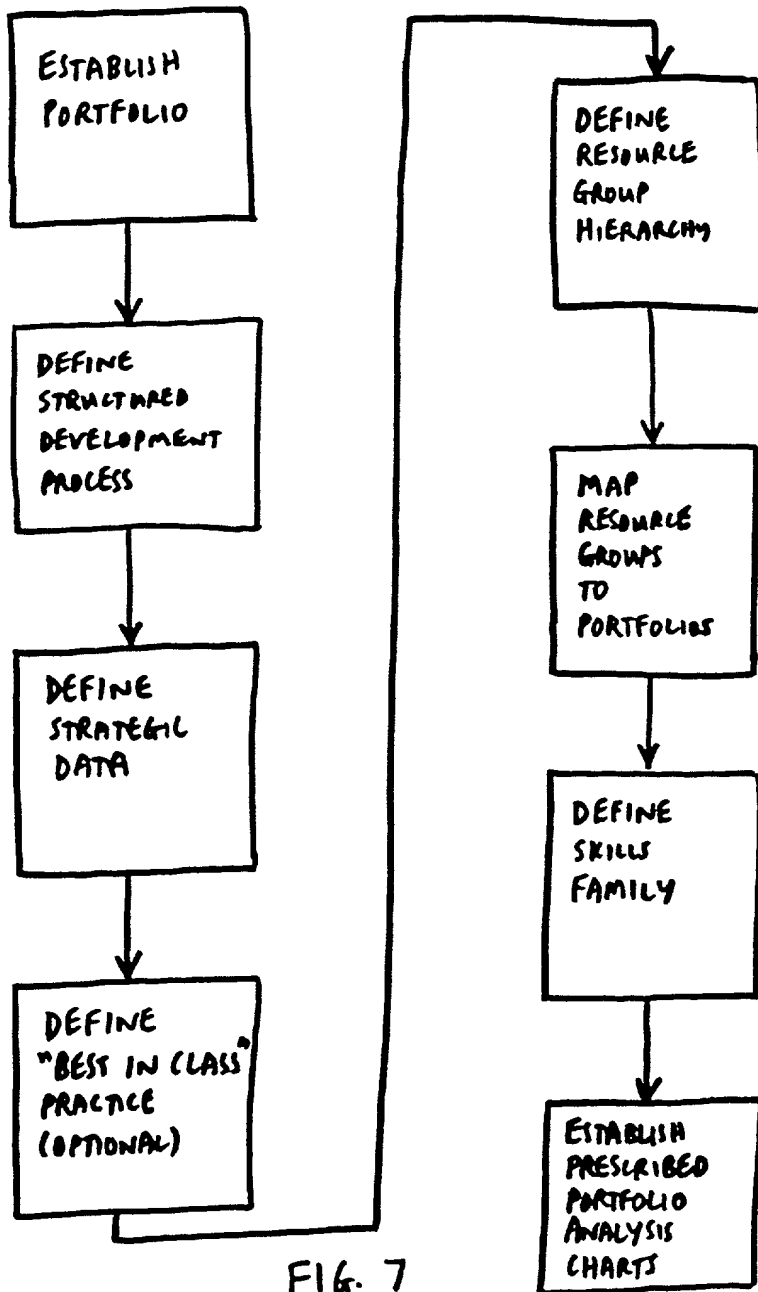 ESTABLISH
PORTFOLIO
DEFINE
STRUCTURED
DEVELOPMENT
PROCESS
DEFINE
STRATEGIC
DATA
DEFINE
"BEST IN CLASS"
PRACTICE
(OPTIONAL)
DEFINE
RESOURCE
GROUP
HIERARCHY
MAP
RESOURCE
GROUPS
TO
PORTFOLIOS
DEFINE
SKILLS
FAMILY
ESTABLISH
PRESCRIBED
PORTFOLIO
ANALYSIS
CHARTS
FIG. 7